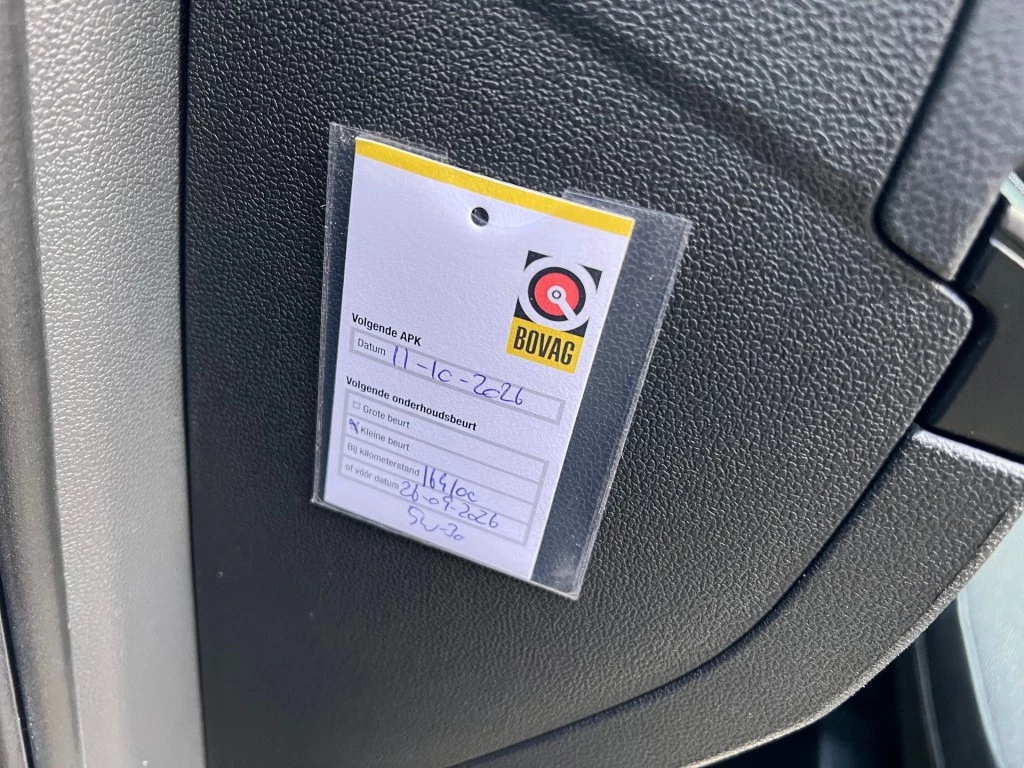 BOVAG
Volgende APK
Datum 11-10-2026
Volgende onderhoudsbeurt
Grote beurt
Kleine beurt
Bij kilometerstand
of vóór datum 26-09-2026
5W-30